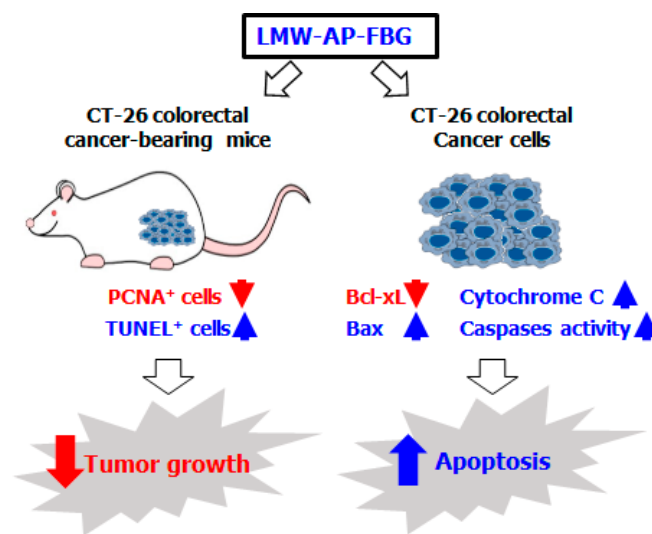 LMW-AP-FBG
CT-26 colorectal
cancer-bearing mice
CT-26 colorectal
Cancer cells
PCNA⁺ cells
TUNEL⁺ cells
Bcl-xL
Cytochrome C
Bax
Caspases activity
Tumor growth
Apoptosis